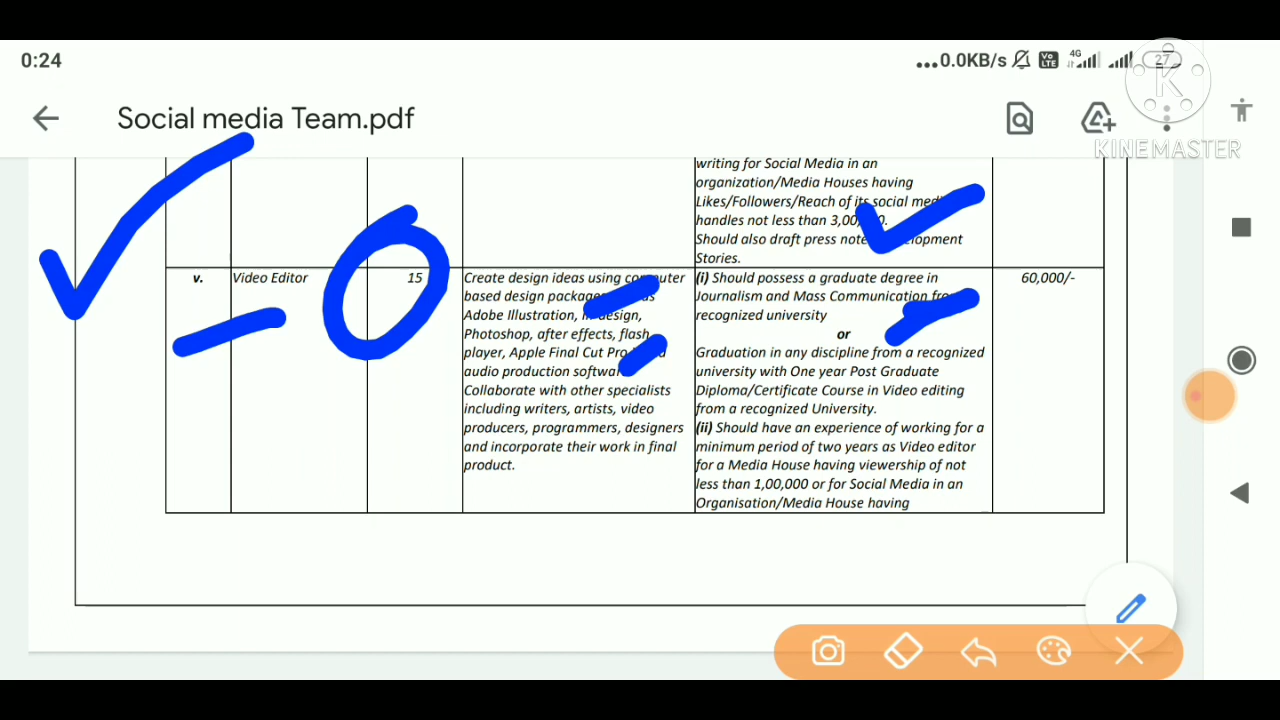 0:24
...0.0KB/s
Vo
LTE
4G
27
K
KINEMASTER
Social media Team.pdf
writing for Social Media in an
organization/Media Houses having
Likes/Followers/Reach of its social
handles not less than
Should also draft press
Stories.
v.
Video Editor
15
Create design ideas using
based design
Adobe Illustration, design,
Photoshop, after effects, flash
player, Apple Final Cut
audio production
Collaborate with other specialists
including writers, artists, video
producers, programmers, designers
and incorporate their work in final
product.
(i) Should possess a graduate degree in
Journalism and Mass Communication
recognized university
or
Graduation in any discipline from a recognized
university with One year Post Graduate
Diploma/Certificate Course in Video editing
from a recognized University.
(ii) Should have an experience of working for a
minimum period of two years as Video editor
for a Media House having viewership of not
less than 1,00,000 or for Social Media in an
Organisation/Media House having
60,000/-